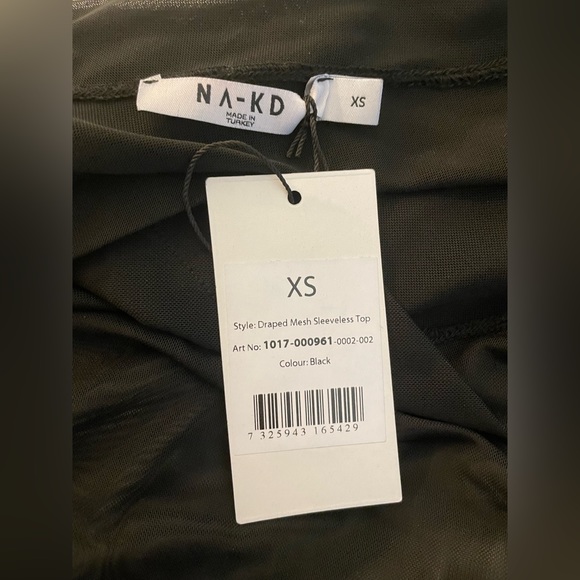 NA-KD
MADE IN
TURKEY
XS
XS
Style: Draped Mesh Sleeveless Top
Art No: 1017-000961-0002-002
Colour: Black
7 325943 165429